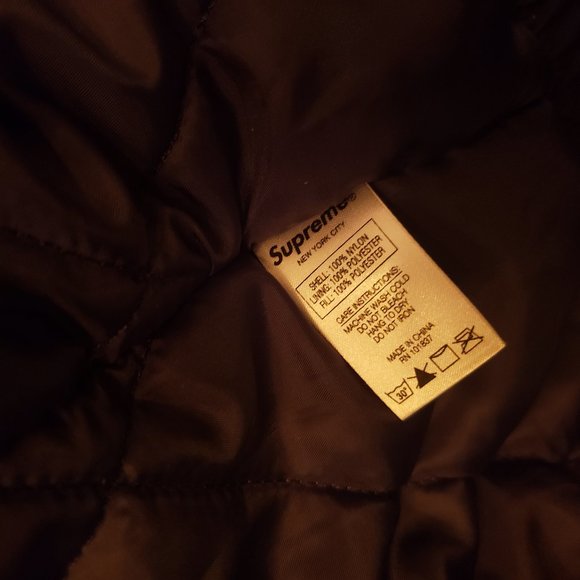 Supreme®
NEW YORK CITY
SHELL: 100% NYLON
LINING: 100% POLYESTER
FILL: 100% POLYESTER
CARE INSTRUCTIONS:
MACHINE WASH COLD
DO NOT BLEACH
HANG TO DRY
DO NOT IRON
MADE IN CHINA
RN 101837
30°